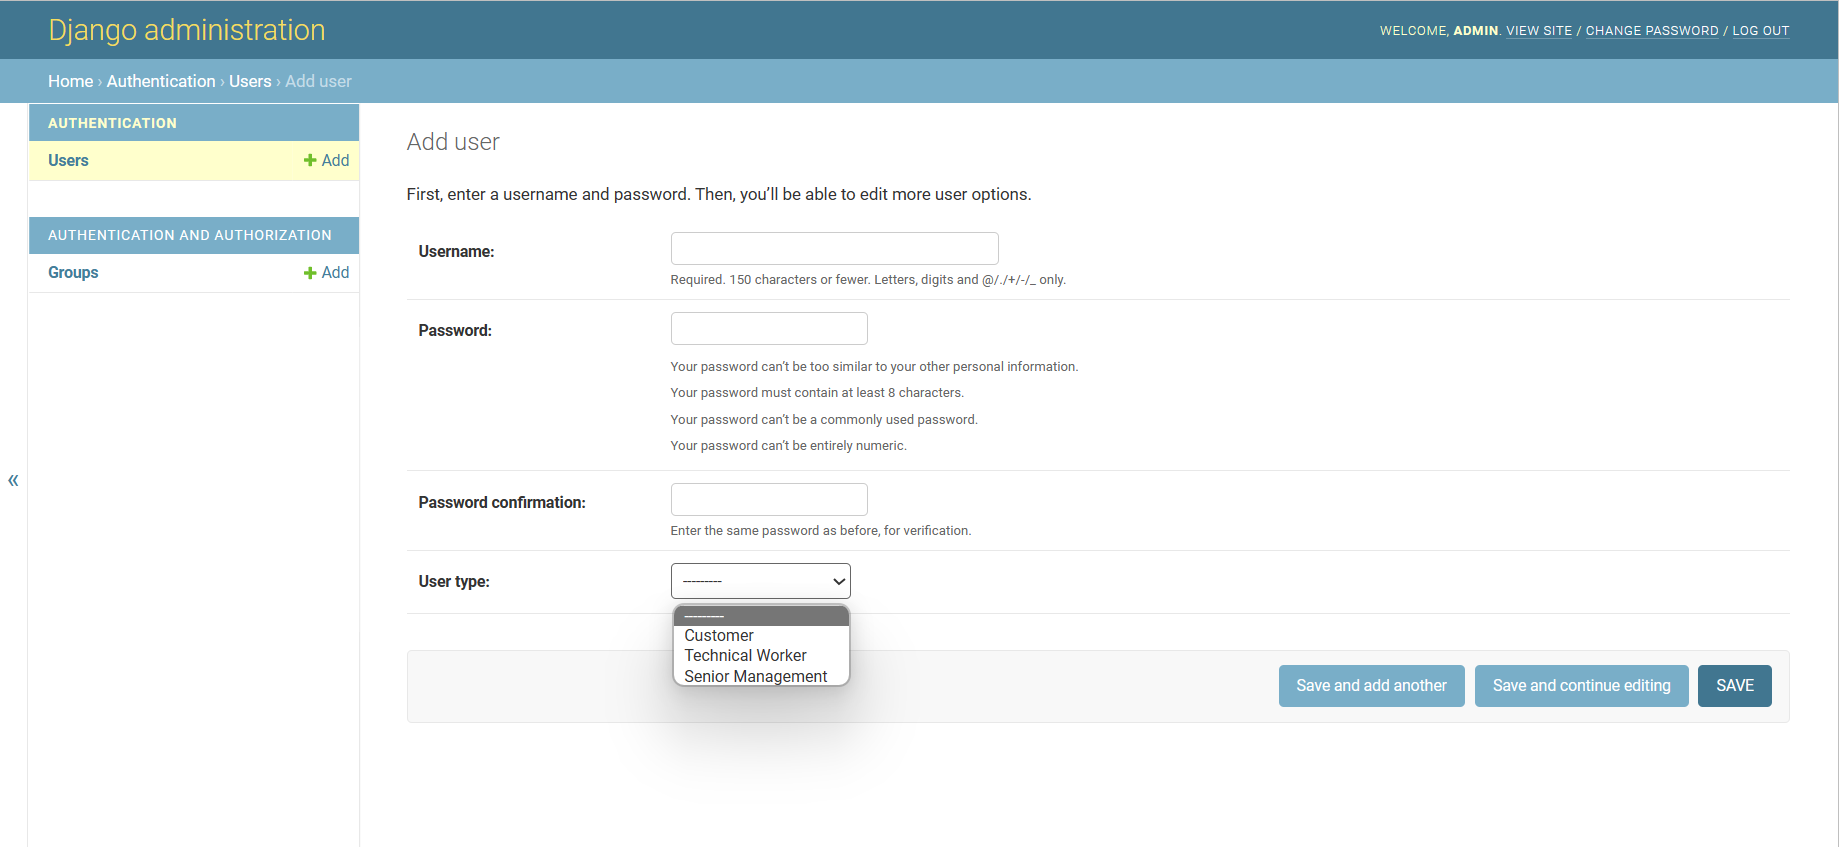 Django administration
WELCOME, ADMIN. VIEW SITE / CHANGE PASSWORD / LOG OUT
Home › Authentication › Users › Add user
AUTHENTICATION
Users + Add
AUTHENTICATION AND AUTHORIZATION
Groups + Add
«
Add user
First, enter a username and password. Then, you’ll be able to edit more user options.
Username:
Required. 150 characters or fewer. Letters, digits and @/./+/-/_ only.
Password:
Your password can’t be too similar to your other personal information.
Your password must contain at least 8 characters.
Your password can’t be a commonly used password.
Your password can’t be entirely numeric.
Password confirmation:
Enter the same password as before, for verification.
User type: ---------
---------
Customer
Technical Worker
Senior Management
Save and add another Save and continue editing SAVE